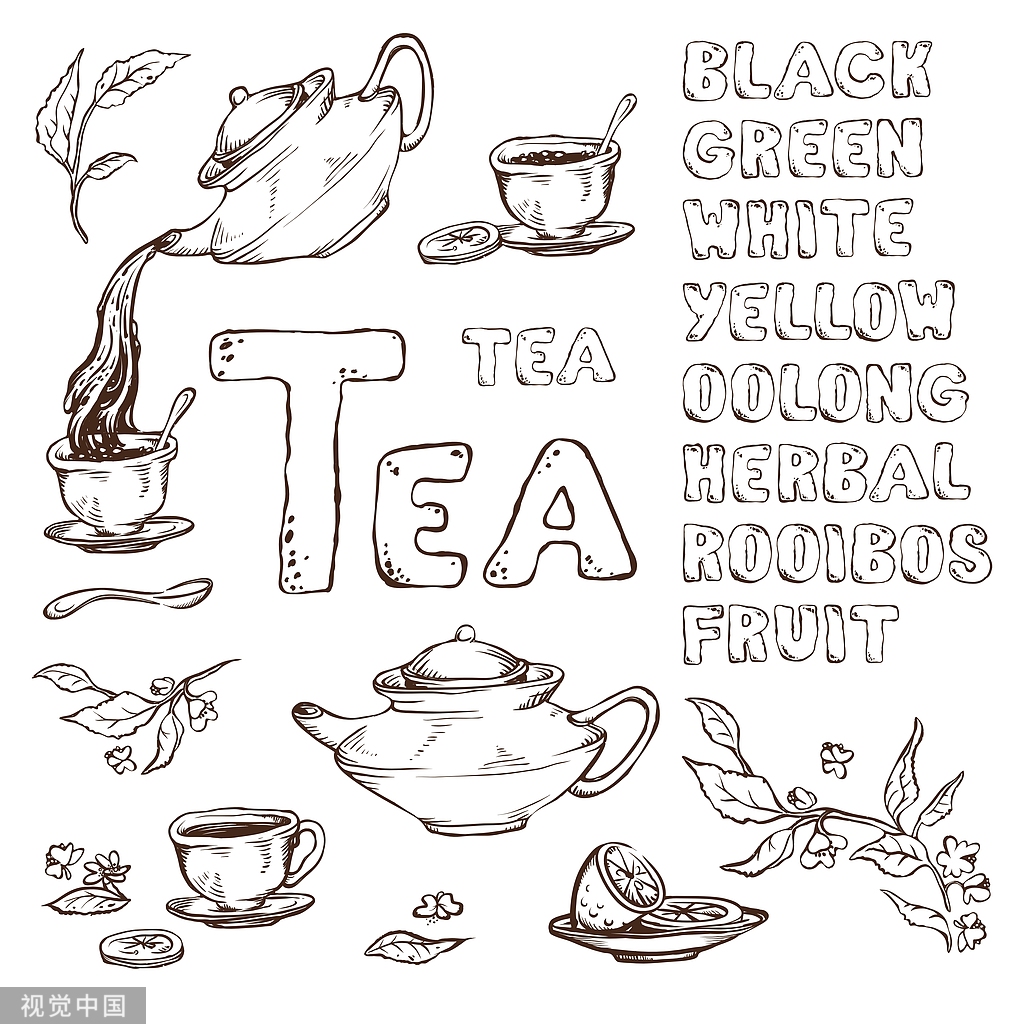 BLACK
GREEN
WHITE
YELLOW
TEA
TEA
OOLONG
HERBAL
ROOIBOS
FRUIT
视觉中国